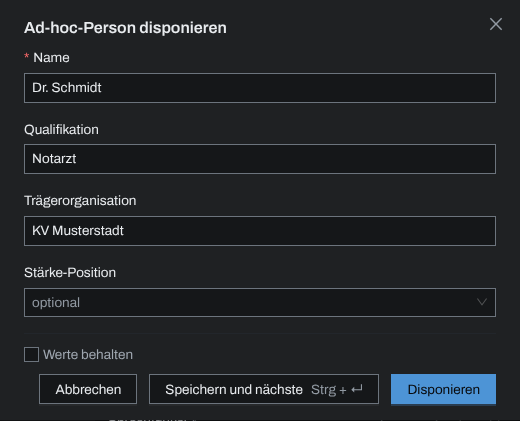 Ad-hoc-Person disponieren
* Name
Dr. Schmidt
Qualifikation
Notarzt
Trägerorganisation
KV Musterstadt
Stärke-Position
optional
Werte behalten
Abbrechen
Speichern und nächste Strg + ↵
Disponieren